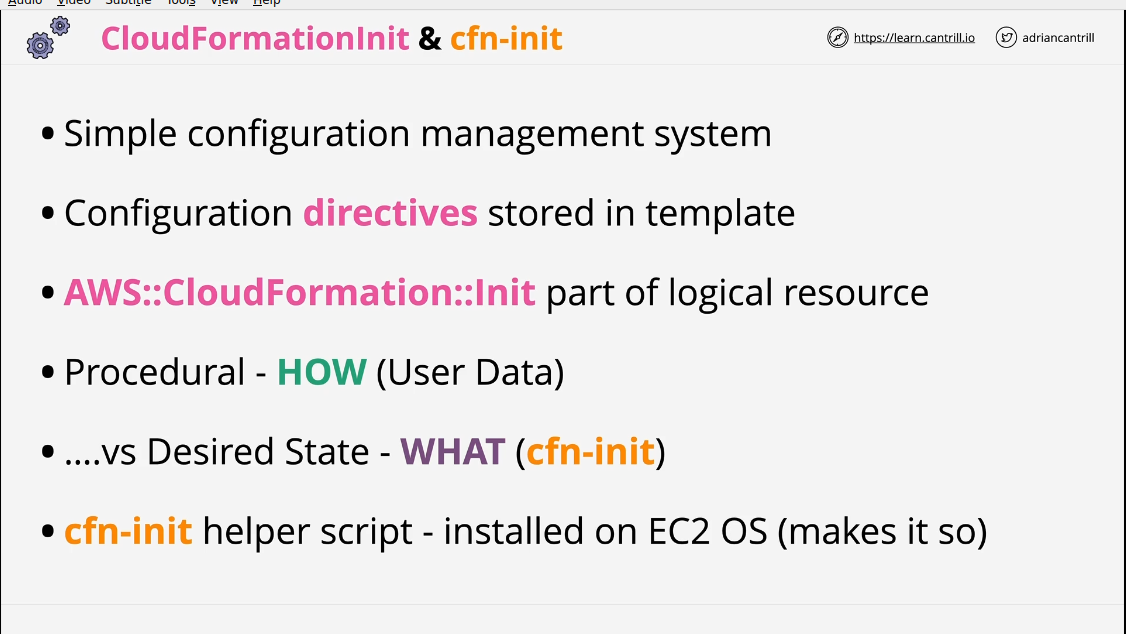 Audio Video Subtitle Tools View Help
CloudFormationInit & cfn-init
https://learn.cantrill.io
adriancantrill
• Simple configuration management system
• Configuration directives stored in template
• AWS::CloudFormation::Init part of logical resource
• Procedural - HOW (User Data)
• ....vs Desired State - WHAT (cfn-init)
• cfn-init helper script - installed on EC2 OS (makes it so)